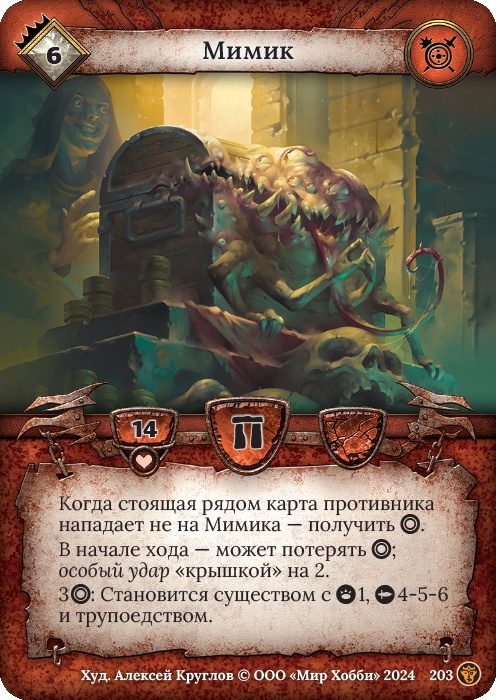 6
Мимик
14
Когда стоящая рядом карта противника
нападает не на Мимика — получить .
В начале хода — может потерять ;
особый удар «крышкой» на 2.
3: Становится существом с 1, 4-5-6
и трупоедством.
Худ. Алексей Круглов © ООО «Мир Хобби» 2024 203